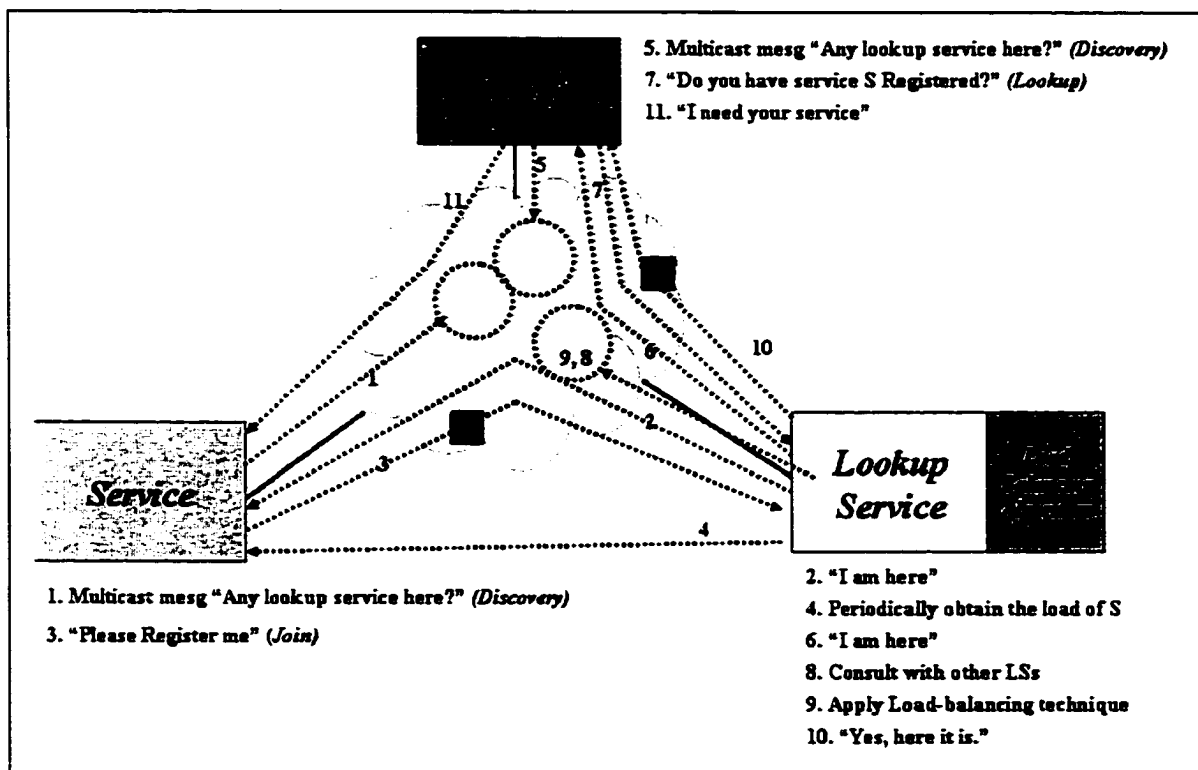 5. Multicast mesg “Any lookup service here?” (Discovery)
7. “Do you have service S Registered?” (Lookup)
11. “I need your service”
5
11
7
10
9, 8
6
1
2
3
Service
Lookup
Service
4
1. Multicast mesg “Any lookup service here?” (Discovery)
3. “Please Register me” (Join)
2. “I am here”
4. Periodically obtain the load of S
6. “I am here”
8. Consult with other LSs
9. Apply Load-balancing technique
10. “Yes, here it is.”